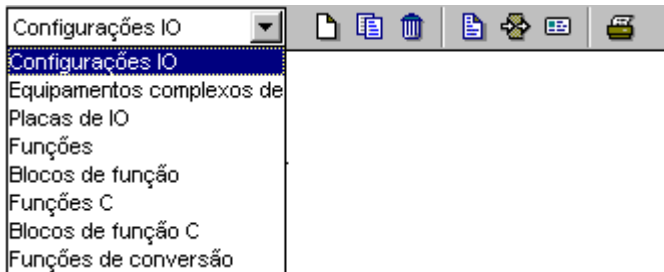 Configurações IO
Configurações IO
Equipamentos complexos de
Placas de IO
Funções
Blocos de função
Funções C
Blocos de função C
Funções de conversão